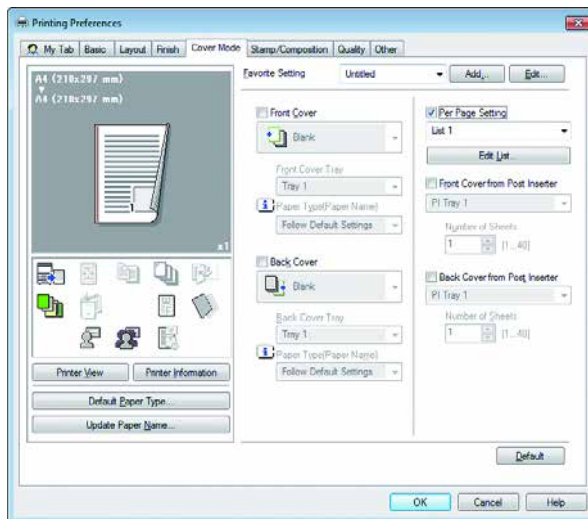 Printing Preferences
My Tab Basic Layout Finish Cover Mode Stamp/Composition Quality Other
A4 (210x297 mm)
A4 (210x297 mm)
1
x1
Printer View Printer Information
Default Paper Type...
Update Paper Name...
Favorite Setting Untitled Add... Edit...
Front Cover
Blank
Front Cover Tray
Tray 1
Paper Type(Paper Name)
Follow Default Settings
Back Cover
Blank
Back Cover Tray
Tray 1
Paper Type(Paper Name)
Follow Default Settings
Per Page Setting
List 1
Edit List...
Front Cover from Post Inserter
PI Tray 1
Number of Sheets
1 [1...40]
Back Cover from Post Inserter
PI Tray 1
Number of Sheets
1 [1...40]
Default
OK Cancel Help